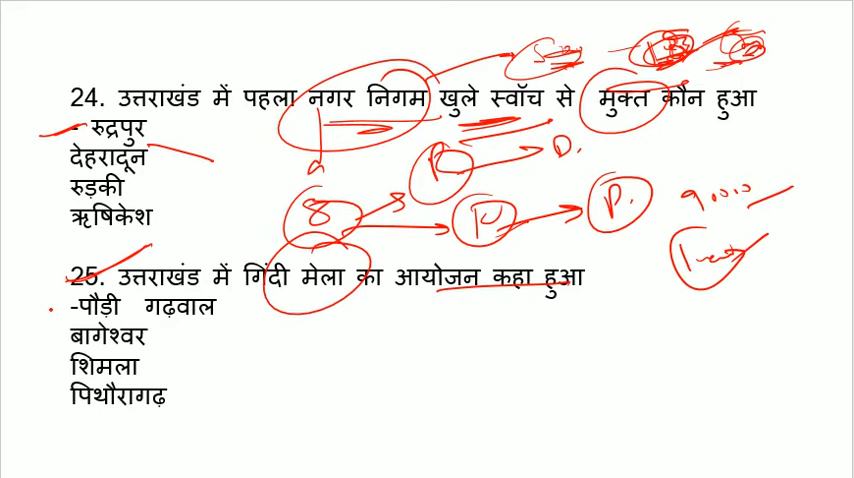 24. उत्तराखंड में पहला नगर निगम खुले स्वॉच से मुक्त कौन हुआ
- रुद्रपुर
देहरादून
रुड़की
ऋषिकेश
25. उत्तराखंड में गिंदी मेला का आयोजन कहा हुआ
-पौड़ी गढ़वाल
बागेश्वर
शिमला
पिथौरागढ़